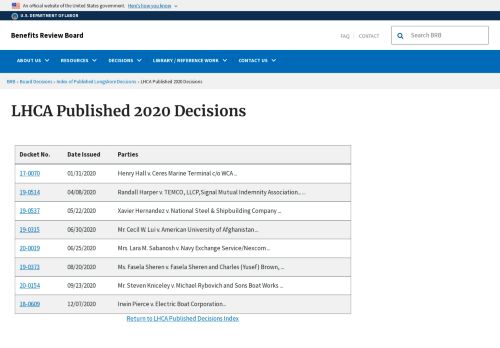 An official website of the United States government. Here's how you know
U.S. DEPARTMENT OF LABOR
Benefits Review Board
FAQ CONTACT
Search BRB
ABOUT US RESOURCES DECISIONS LIBRARY / REFERENCE WORK CONTACT US
BRB › Board Decisions › Index of Published Longshore Decisions › LHCA Published 2020 Decisions
LHCA Published 2020 Decisions
Docket No. Date Issued Parties
17-0070 01/31/2020 Henry Hall v. Ceres Marine Terminal c/o WCA ...
19-0514 04/08/2020 Randall Harper v. TEMCO, LLCP,Signal Mutual Indemnity Association... ...
19-0537 05/22/2020 Xavier Hernandez v. National Steel & Shipbuilding Company ...
19-0315 06/30/2020 Mr. Cecil W. Lui v. American University of Afghanistan...
20-0019 06/25/2020 Mrs. Lara M. Sabanosh v. Navy Exchange Service/Nexcom...
19-0373 08/20/2020 Ms. Fasela Sheren v. Fasela Sheren and Charles (Yusef) Brown, ...
20-0154 09/23/2020 Mr. Steven Kniceley v. Michael Rybovich and Sons Boat Works ...
18-0609 12/07/2020 Irwin Pierce v. Electric Boat Corporation...
Return to LHCA Published Decisions Index